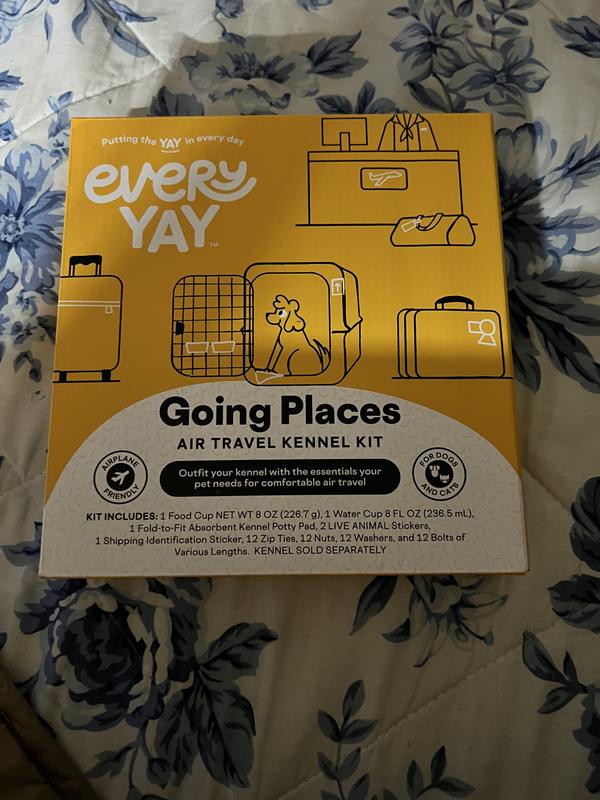 Putting the YAY in every day
every
YAY™
Going Places
AIR TRAVEL KENNEL KIT
AIRPLANE
FRIENDLY
Outfit your kennel with the essentials your
pet needs for comfortable air travel
FOR DOGS
AND CATS
KIT INCLUDES: 1 Food Cup NET WT 8 OZ (226.7 g), 1 Water Cup 8 FL OZ (236.5 mL),
1 Fold-to-Fit Absorbent Kennel Potty Pad, 2 LIVE ANIMAL Stickers,
1 Shipping Identification Sticker, 12 Zip Ties, 12 Nuts, 12 Washers, and 12 Bolts of
Various Lengths. KENNEL SOLD SEPARATELY